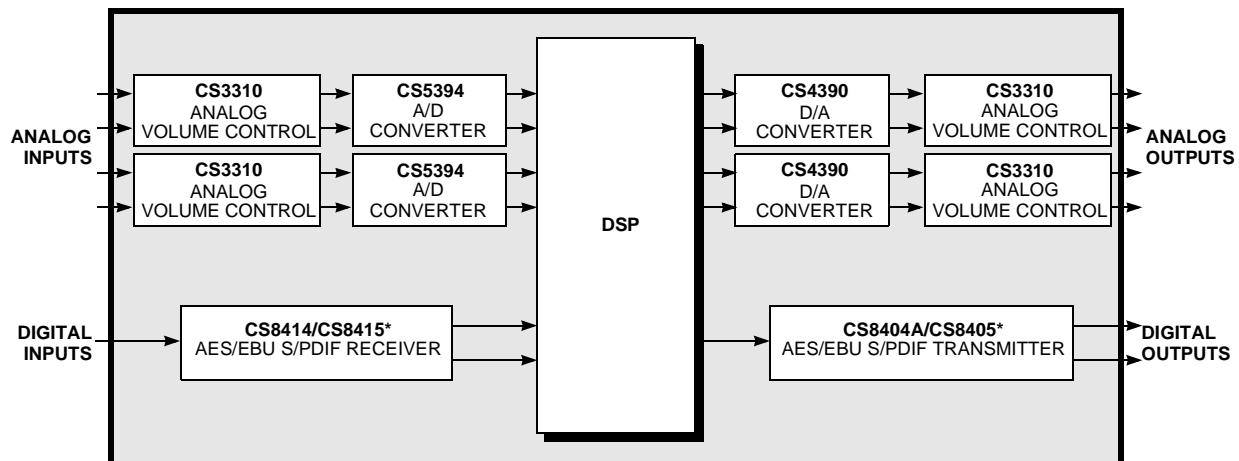 ANALOG
INPUTS
CS3310
ANALOG
VOLUME CONTROL
CS5394
A/D
CONVERTER
CS3310
ANALOG
VOLUME CONTROL
CS5394
A/D
CONVERTER
DIGITAL
INPUTS
CS8414/CS8415*
AES/EBU S/PDIF RECEIVER
DSP
CS4390
D/A
CONVERTER
CS3310
ANALOG
VOLUME CONTROL
CS4390
D/A
CONVERTER
CS3310
ANALOG
VOLUME CONTROL
ANALOG
OUTPUTS
CS8404A/CS8405*
AES/EBU S/PDIF TRANSMITTER
DIGITAL
OUTPUTS